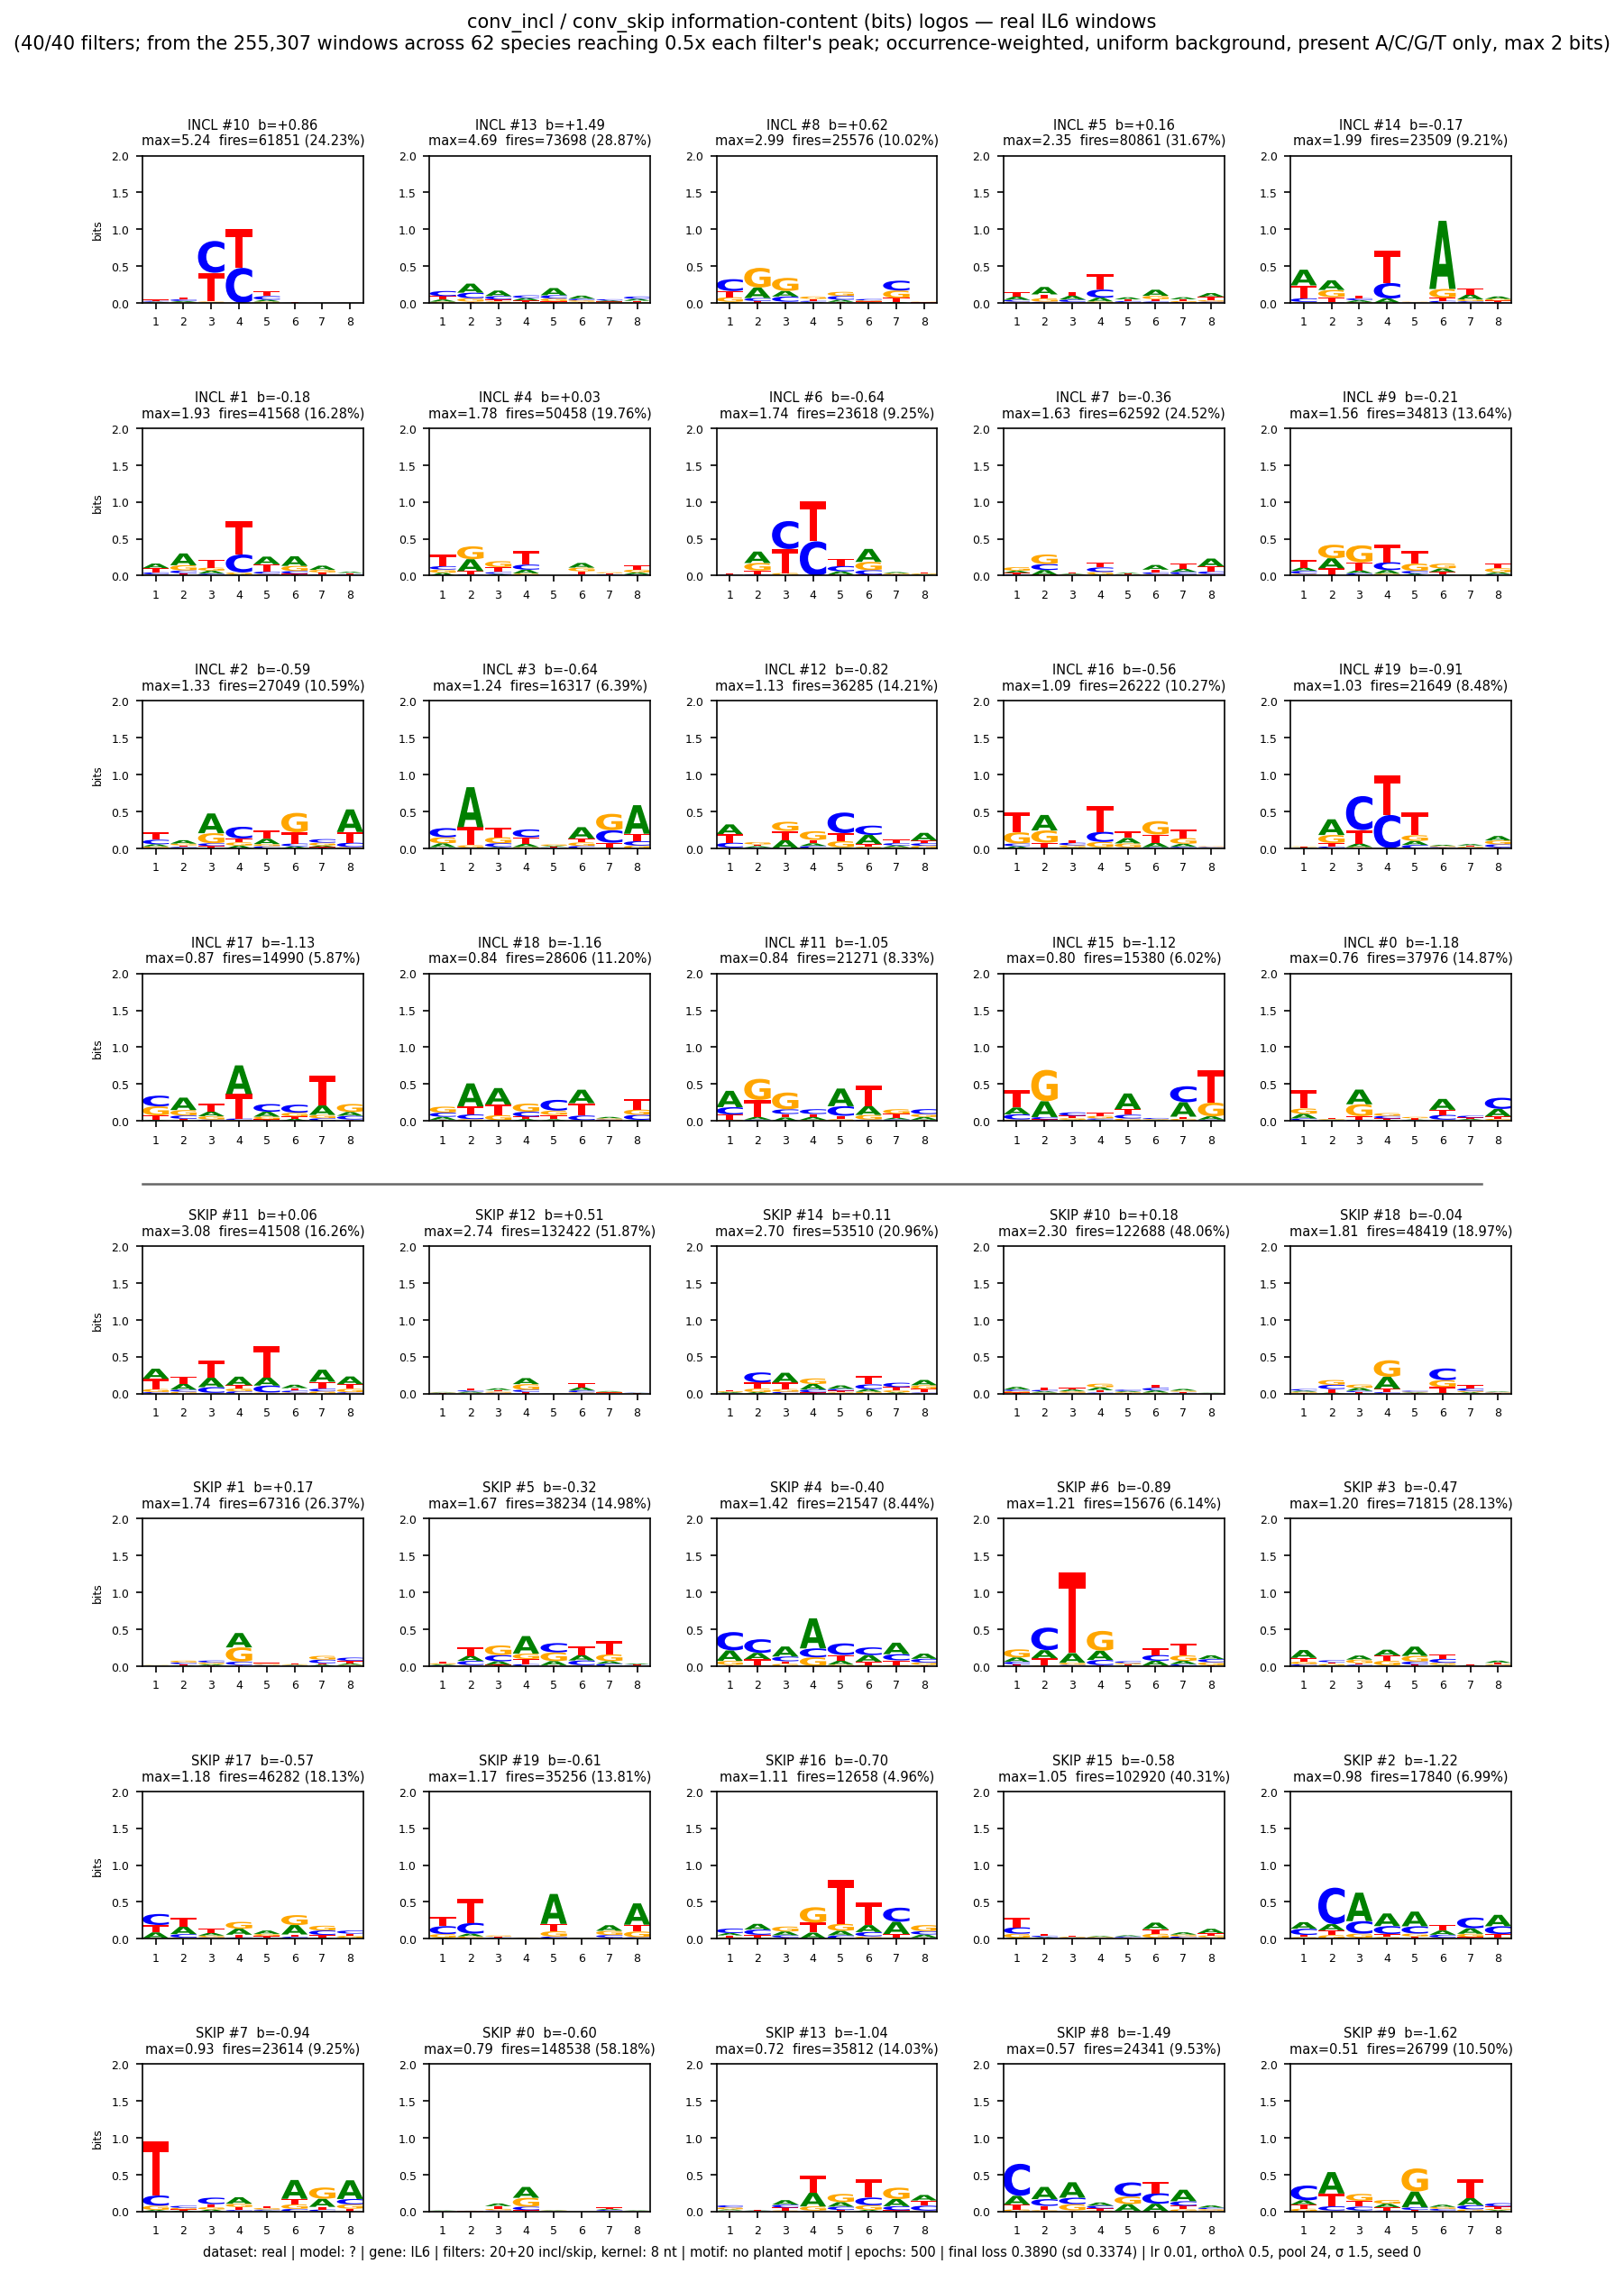 conv_incl / conv_skip information-content (bits) logos — real IL6 windows
(40/40 filters; from the 255,307 windows across 62 species reaching 0.5x each filter's peak; occurrence-weighted, uniform background, present A/C/G/T only, max 2 bits)
INCL #10 b=+0.86
max=5.24 fires=61851 (24.23%)
INCL #13 b=+1.49
max=4.69 fires=73698 (28.87%)
INCL #8 b=+0.62
max=2.99 fires=25576 (10.02%)
INCL #5 b=+0.16
max=2.35 fires=80861 (31.67%)
INCL #14 b=-0.17
max=1.99 fires=23509 (9.21%)
bits
INCL #1 b=-0.18
max=1.93 fires=41568 (16.28%)
INCL #4 b=+0.03
max=1.78 fires=50458 (19.76%)
INCL #6 b=-0.64
max=1.74 fires=23618 (9.25%)
INCL #7 b=-0.36
max=1.63 fires=62592 (24.52%)
INCL #9 b=-0.21
max=1.56 fires=34813 (13.64%)
bits
INCL #2 b=-0.59
max=1.33 fires=27049 (10.59%)
INCL #3 b=-0.64
max=1.24 fires=16317 (6.39%)
INCL #12 b=-0.82
max=1.13 fires=36285 (14.21%)
INCL #16 b=-0.56
max=1.09 fires=26222 (10.27%)
INCL #19 b=-0.91
max=1.03 fires=21649 (8.48%)
bits
INCL #17 b=-1.13
max=0.87 fires=14990 (5.87%)
INCL #18 b=-1.16
max=0.84 fires=28606 (11.20%)
INCL #11 b=-1.05
max=0.84 fires=21271 (8.33%)
INCL #15 b=-1.12
max=0.80 fires=15380 (6.02%)
INCL #0 b=-1.18
max=0.76 fires=37976 (14.87%)
bits
SKIP #11 b=+0.06
max=3.08 fires=41508 (16.26%)
SKIP #12 b=+0.51
max=2.74 fires=132422 (51.87%)
SKIP #14 b=+0.11
max=2.70 fires=53510 (20.96%)
SKIP #10 b=+0.18
max=2.30 fires=122688 (48.06%)
SKIP #18 b=-0.04
max=1.81 fires=48419 (18.97%)
bits
SKIP #1 b=+0.17
max=1.74 fires=67316 (26.37%)
SKIP #5 b=-0.32
max=1.67 fires=38234 (14.98%)
SKIP #4 b=-0.40
max=1.42 fires=21547 (8.44%)
SKIP #6 b=-0.89
max=1.21 fires=15676 (6.14%)
SKIP #3 b=-0.47
max=1.20 fires=71815 (28.13%)
bits
SKIP #17 b=-0.57
max=1.18 fires=46282 (18.13%)
SKIP #19 b=-0.61
max=1.17 fires=35256 (13.81%)
SKIP #16 b=-0.70
max=1.11 fires=12658 (4.96%)
SKIP #15 b=-0.58
max=1.05 fires=102920 (40.31%)
SKIP #2 b=-1.22
max=0.98 fires=17840 (6.99%)
bits
SKIP #7 b=-0.94
max=0.93 fires=23614 (9.25%)
SKIP #0 b=-0.60
max=0.79 fires=148538 (58.18%)
SKIP #13 b=-1.04
max=0.72 fires=35812 (14.03%)
SKIP #8 b=-1.49
max=0.57 fires=24341 (9.53%)
SKIP #9 b=-1.62
max=0.51 fires=26799 (10.50%)
bits
dataset: real | model: ? | gene: IL6 | filters: 20+20 incl/skip, kernel: 8 nt | motif: no planted motif | epochs: 500 | final loss 0.3890 (sd 0.3374) | lr 0.01, orthoλ 0.5, pool 24, σ 1.5, seed 0